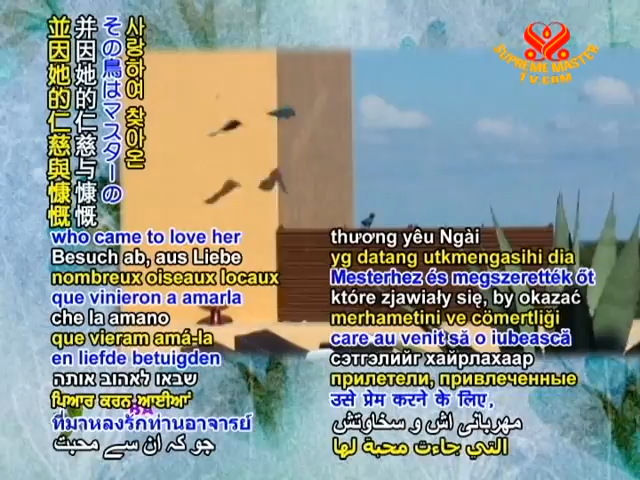 사랑하여 찾아온
その鳥はマスターの
并因她的仁慈与慷慨
並因她的仁慈與慷慨
SUPREME MASTER
TV.COM
who came to love her
Besuch ab, aus Liebe
nombreux oiseaux locaux
que vinieron a amarla
che la amano
que vieram amá-la
en liefde betuigden
שבאו לאהוב אותה
ਪਿਆਰ ਕਰਨ ਆਈਆਂ
ที่มาหลงรักท่านอาจารย์
جو کہ ان سے محبت
thương yêu Ngài
yg datang utkmengasihi dia
Mesterhez és megszerették őt
które zjawiały się, by okazać
merhametini ve cömertliği
care au venit să o iubească
сэтгэлийг хайрлахаар
прилетели, привлеченные
उसे प्रेम करने के लिए,
مهربانی اش و سخاوتش
التي جاءت محبة لها